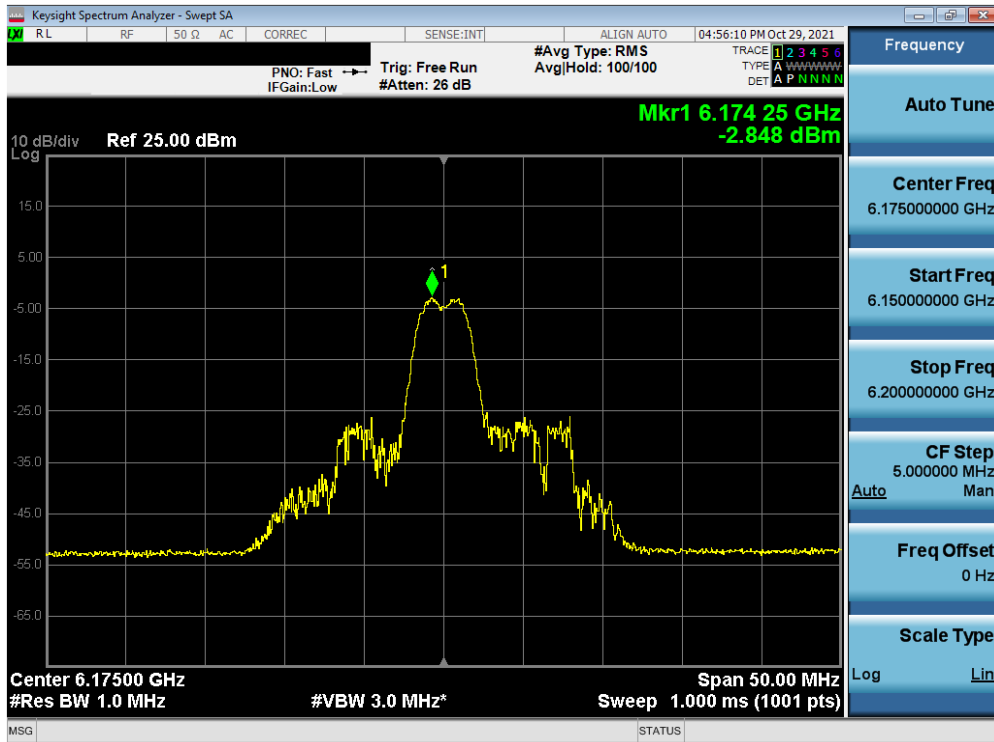 Keysight Spectrum Analyzer - Swept SA
LXI RL RF 50 Ω AC CORREC SENSE:INT ALIGN AUTO 04:56:10 PM Oct 29, 2021
PNO: Fast
IFGain:Low
Trig: Free Run
#Atten: 26 dB
#Avg Type: RMS
Avg|Hold: 100/100
TRACE 1 2 3 4 5 6
TYPE A WWWWW
DET A P N N N N
Mkr1 6.174 25 GHz
-2.848 dBm
10 dB/div Ref 25.00 dBm
Log
15.0
5.00
-5.00
-15.0
-25.0
-35.0
-45.0
-55.0
-65.0
1
Center 6.17500 GHz Span 50.00 MHz
#Res BW 1.0 MHz #VBW 3.0 MHz* Sweep 1.000 ms (1001 pts)
MSG STATUS
Frequency
Auto Tune
Center Freq
6.175000000 GHz
Start Freq
6.150000000 GHz
Stop Freq
6.200000000 GHz
CF Step
5.000000 MHz
Auto Man
Freq Offset
0 Hz
Scale Type
Log Lin